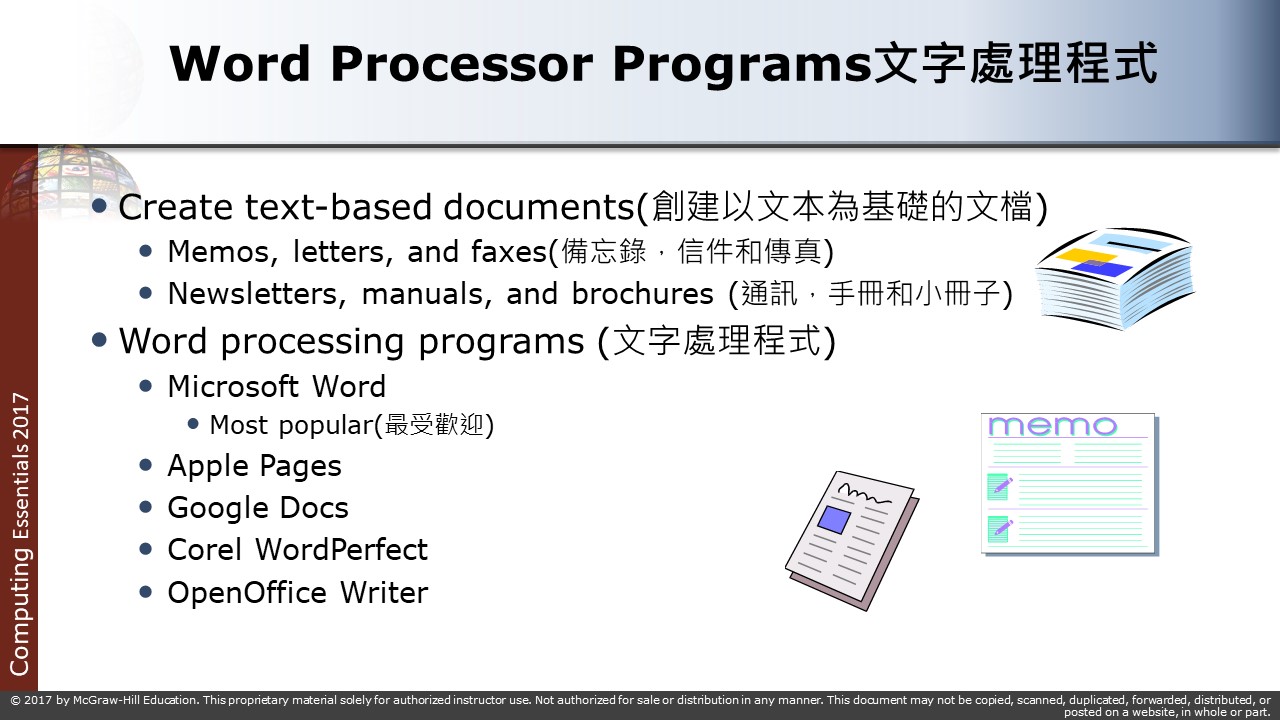 Word Processor Programs文字處理程式
Create text-based documents(創建以文本為基礎的文檔)
Memos, letters, and faxes(備忘錄，信件和傳真)
Newsletters, manuals, and brochures (通訊，手冊和小冊子)
Word processing programs (文字處理程式)
Microsoft Word
Most popular(最受歡迎)
Apple Pages
Google Docs
Corel WordPerfect
OpenOffice Writer
memo
Computing Essentials 2017
© 2017 by McGraw-Hill Education. This proprietary material solely for authorized instructor use. Not authorized for sale or distribution in any manner. This document may not be copied, scanned, duplicated, forwarded, distributed, or
posted on a website, in whole or part.